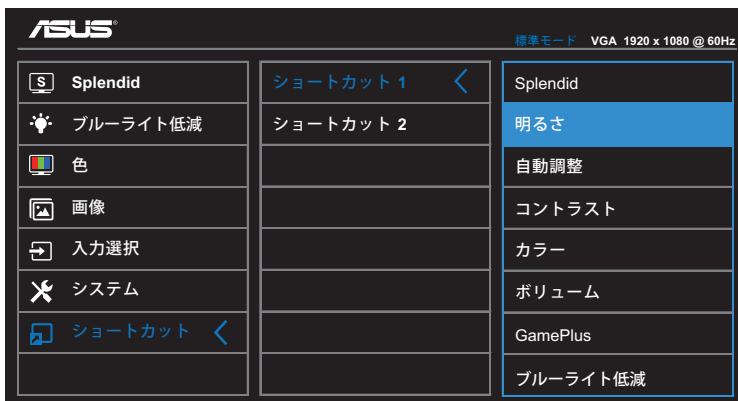 ASUS
標準モード VGA 1920 x 1080 @ 60Hz
Splendid
ブルーライト低減
色
画像
入力選択
システム
ショートカット
ショートカット 1
ショートカット 2
Splendid
明るさ
自動調整
コントラスト
カラー
ボリューム
GamePlus
ブルーライト低減